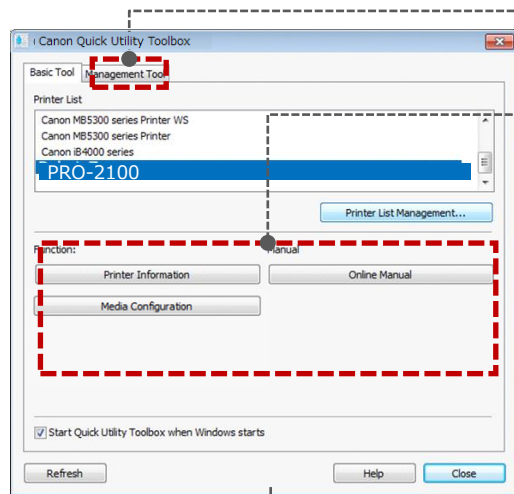 Canon Quick Utility Toolbox
Basic Tool Management Tool
Printer List
Canon MB5300 series Printer WS
Canon MB5300 series Printer
Canon iB4000 series
PRO-2100
Printer List Management...
Function: Manual
Printer Information Online Manual
Media Configuration
Start Quick Utility Toolbox when Windows starts
Refresh Help Close